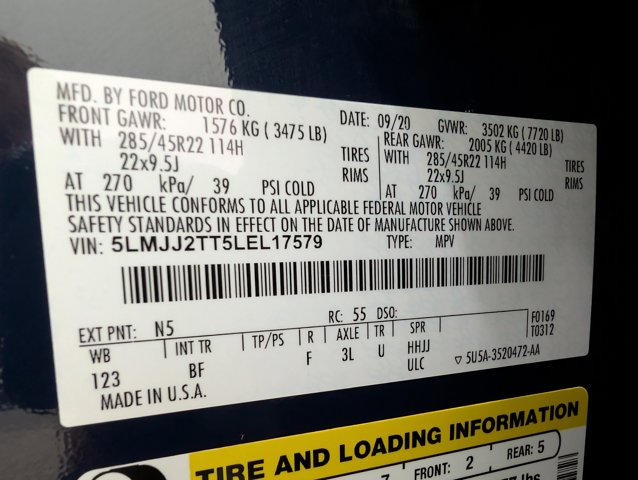 MFD. BY FORD MOTOR CO.
DATE: 09/20 GVWR: 3502 KG (7720 LB)
FRONT GAWR: 1576 KG (3475 LB) REAR GAWR: 2005 KG (4420 LB)
WITH 285/45R22 114H TIRES WITH 285/45R22 114H TIRES
22x9.5J RIMS 22x9.5J RIMS
AT 270 kPa/ 39 PSI COLD AT 270 kPa/ 39 PSI COLD
THIS VEHICLE CONFORMS TO ALL APPLICABLE FEDERAL MOTOR VEHICLE
SAFETY STANDARDS IN EFFECT ON THE DATE OF MANUFACTURE SHOWN ABOVE.
VIN: 5LMJJ2TT5LEL17579 TYPE: MPV
EXT PNT: N5 RC: 55 DSO: F0169
WB INT TR TP/PS R AXLE TR SPR T0312
123 BF F 3L U HHJJ
ULC 5U5A-3520472-AA
MADE IN U.S.A.
TIRE AND LOADING INFORMATION
7 FRONT: 2 REAR: 5
lbs